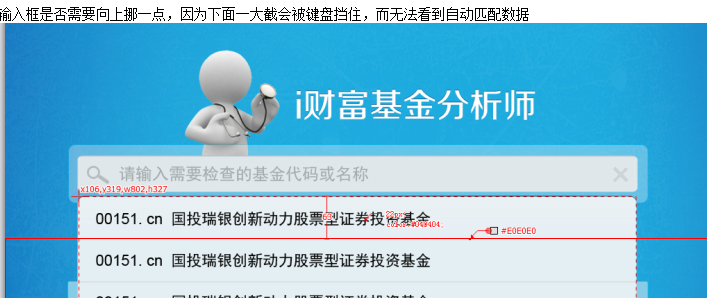 输入框是否需要向上挪一点，因为下面一大截会被键盘挡住，而无法看到自动匹配数据
i财富基金分析师
请输入需要检查的基金代码或名称
x106,y319,w802,h327
00151.cn 国投瑞银创新动力股票型证券投资基金
63
#E0E0E0
00151.cn 国投瑞银创新动力股票型证券投资基金